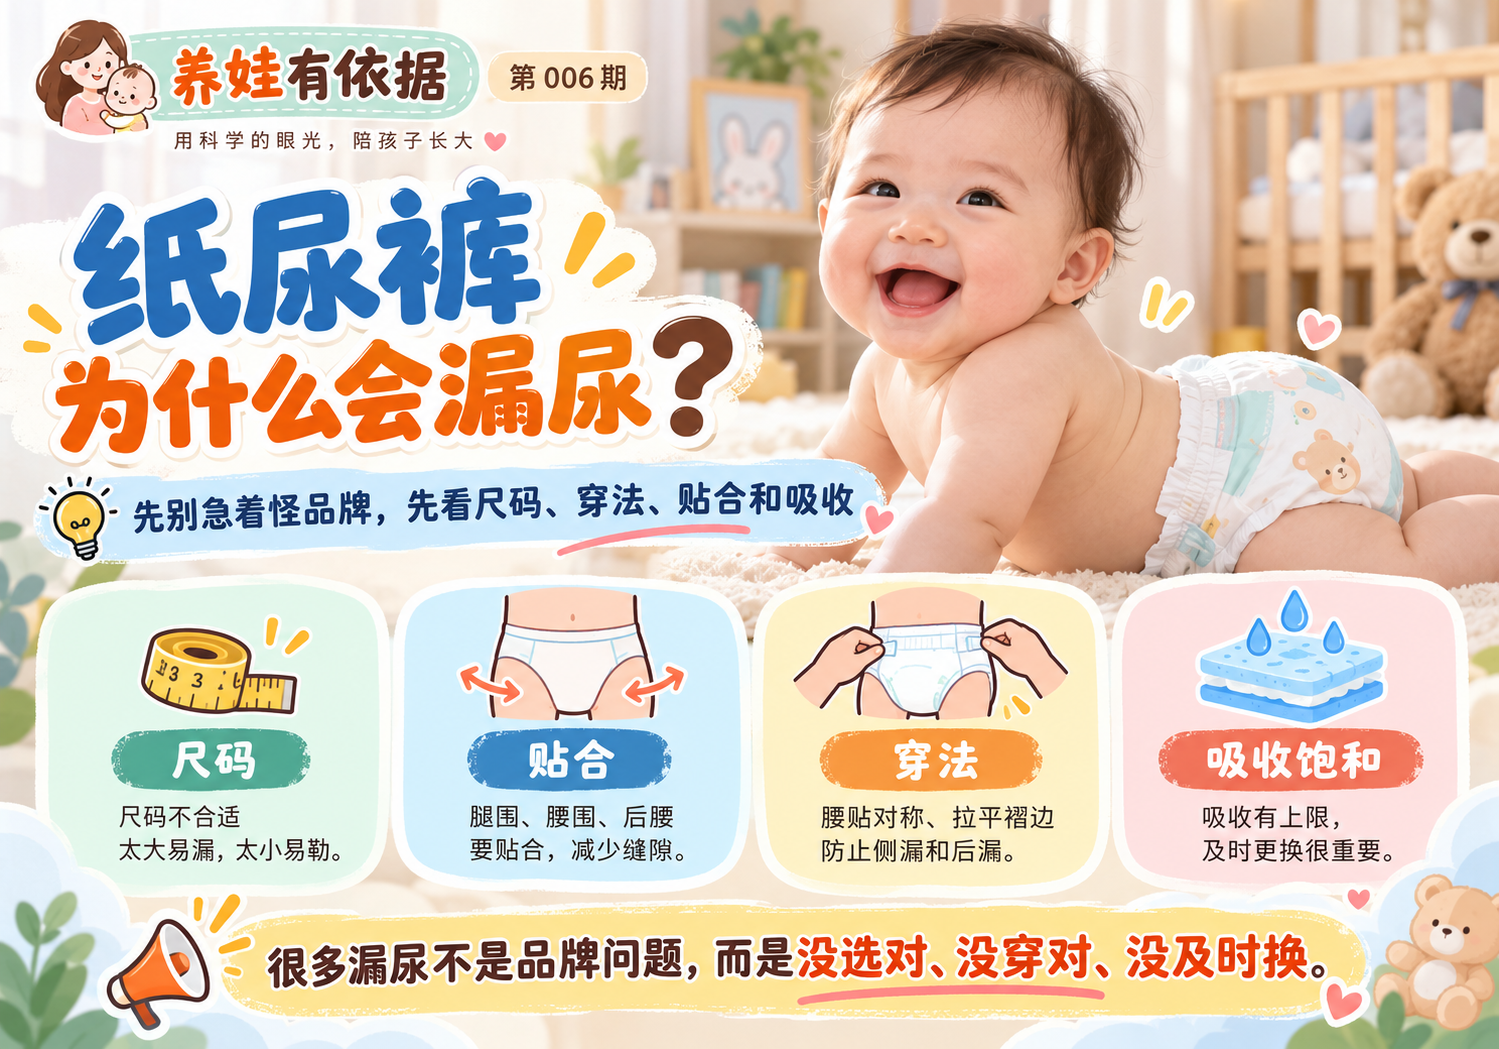 养娃有依据
第 006 期
用科学的眼光，陪孩子长大
纸尿裤
为什么会漏尿？
先别急着怪品牌，先看尺码、穿法、贴合和吸收
尺码
尺码不合适
太大易漏，太小易勒。
贴合
腿围、腰围、后腰
要贴合，减少缝隙。
穿法
腰贴对称、拉平褶边
防止侧漏和后漏。
吸收饱和
吸收有上限，
及时更换很重要。
很多漏尿不是品牌问题，而是没选对、没穿对、没及时换。